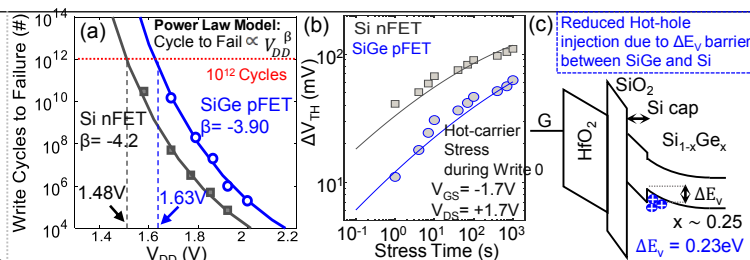 (a)
Power Law Model:
Cycle to Fail ∝ V_DD^β
10^12 Cycles
Si nFET
β= -4.2
SiGe pFET
β= -3.90
1.48V
1.63V
Write Cycles to Failure (#)
10^14
10^12
10^10
10^8
10^6
10^4
1.4 1.6 1.8 2 2.2
V_DD (V)
(b)
Si nFET
SiGe pFET
Hot-carrier
Stress
during Write 0
V_GS= -1.7V
V_DS= +1.7V
ΔV_TH (mV)
10^2
10^1
10^-1 10^0 10^1 10^2 10^3
Stress Time (s)
(c)
Reduced Hot-hole
injection due to ΔE_v barrier
between SiGe and Si
SiO_2
Si cap
G
HfO_2
Si_1-xGe_x
ΔE_v
x ~ 0.25
ΔE_v = 0.23eV